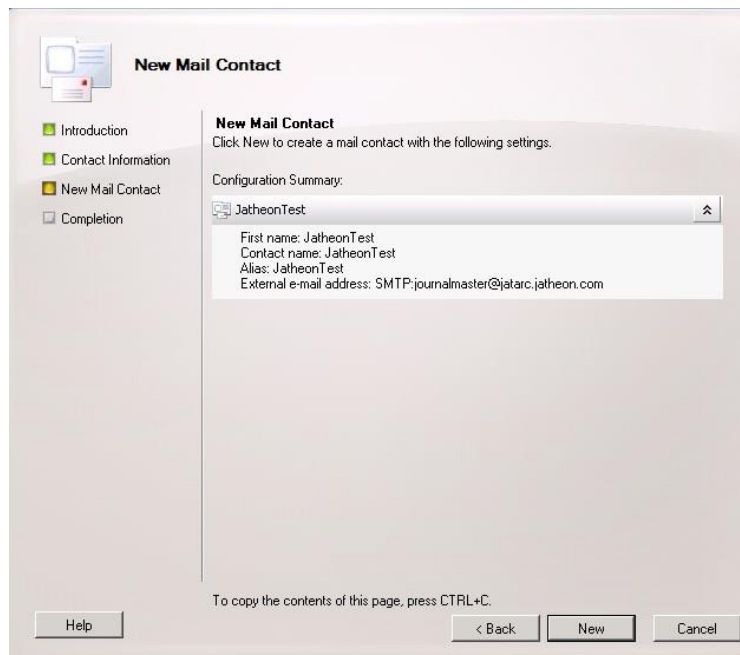 New Mail Contact
Introduction
Contact Information
New Mail Contact
Completion
New Mail Contact
Click New to create a mail contact with the following settings.
Configuration Summary:
JatheonTest
First name: JatheonTest
Contact name: JatheonTest
Alias: JatheonTest
External e-mail address: SMTP:journalmaster@jatarc.jatheon.com
To copy the contents of this page, press CTRL+C.
Help
< Back
New
Cancel